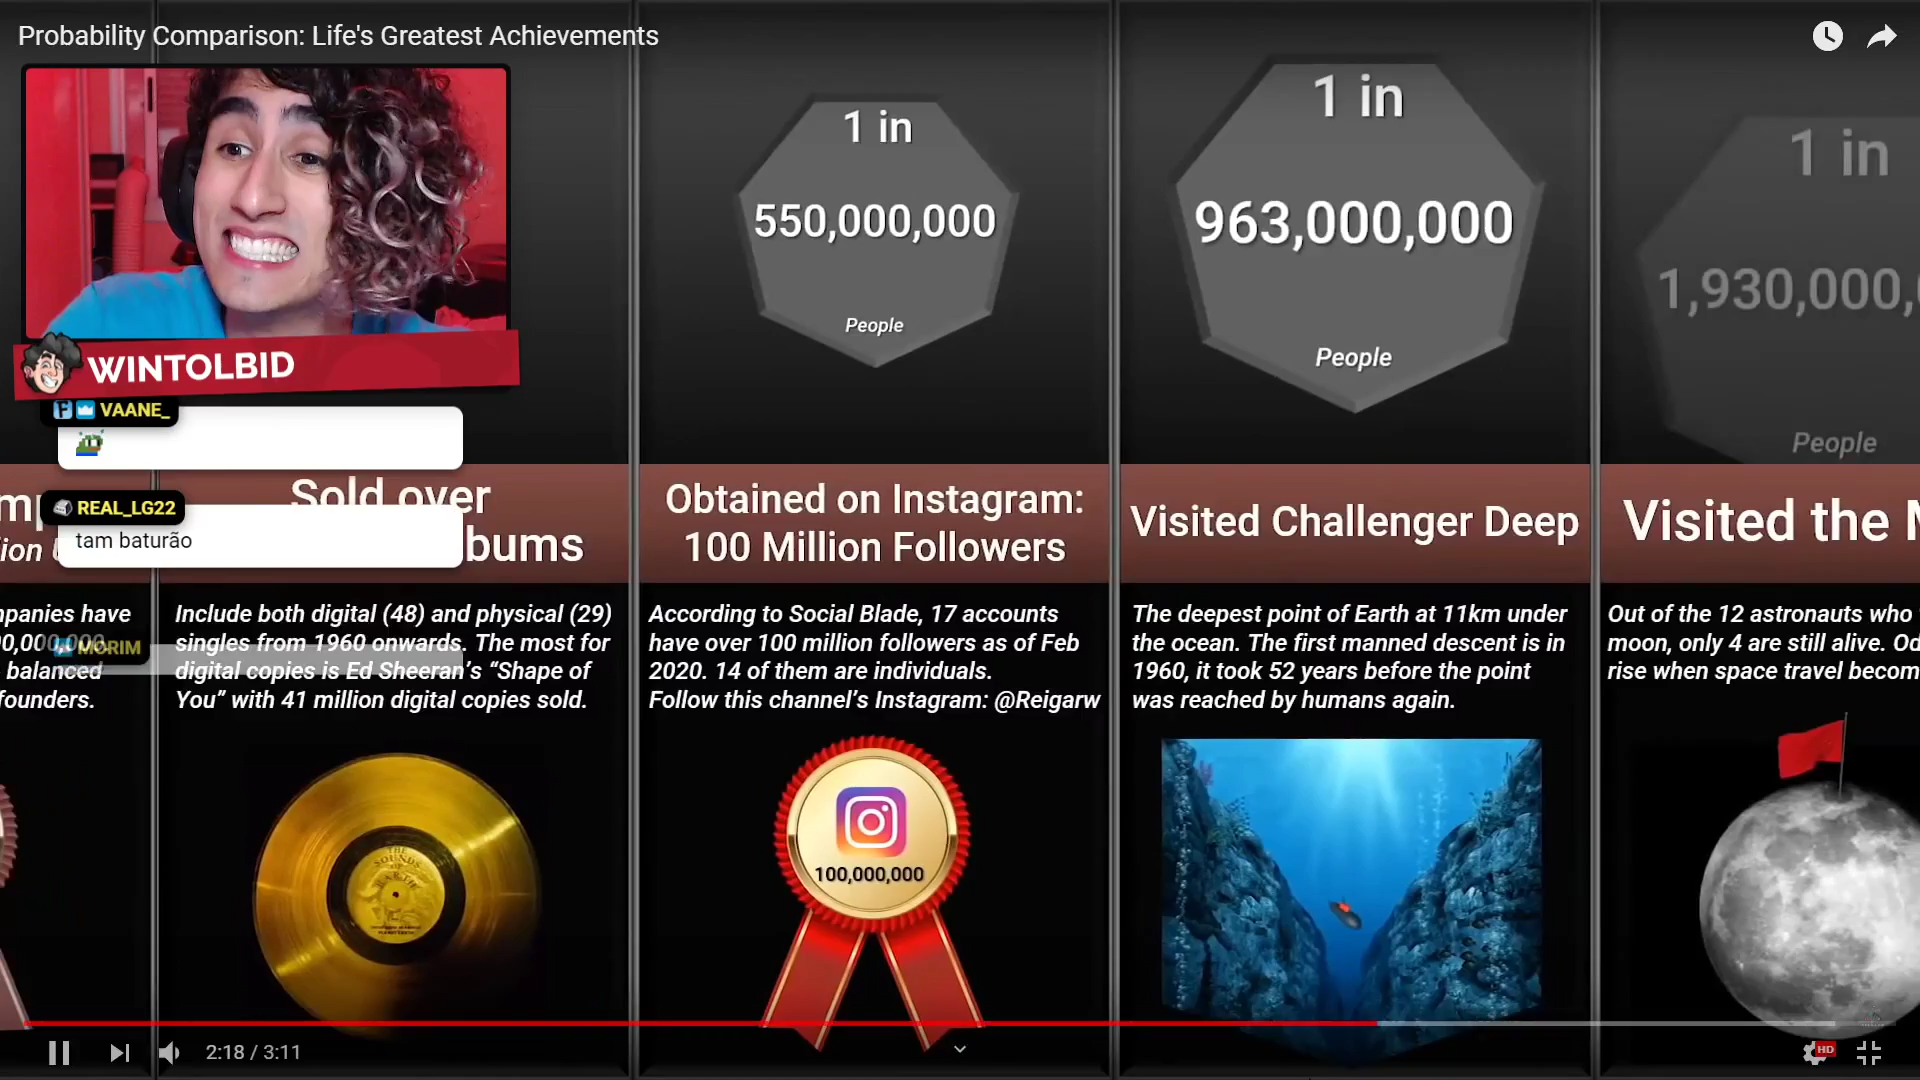 Probability Comparison: Life's Greatest Achievements
WINTOLBID
VAANE_
REAL_LG22
tam baturão
MORIM
ion
panies have
balanced
founders.
Sold over
bums
Include both digital (48) and physical (29)
singles from 1960 onwards. The most for
digital copies is Ed Sheeran's “Shape of
You” with 41 million digital copies sold.
THE
SOUNDS
OF
EARTH
1 in
550,000,000
People
Obtained on Instagram:
100 Million Followers
According to Social Blade, 17 accounts
have over 100 million followers as of Feb
2020. 14 of them are individuals.
Follow this channel's Instagram: @Reigarw
100,000,000
1 in
963,000,000
People
Visited Challenger Deep
The deepest point of Earth at 11km under
the ocean. The first manned descent is in
1960, it took 52 years before the point
was reached by humans again.
1 in
1,930,000,
People
Visited the M
Out of the 12 astronauts who
moon, only 4 are still alive. Od
rise when space travel becom
2:18 / 3:11
HD